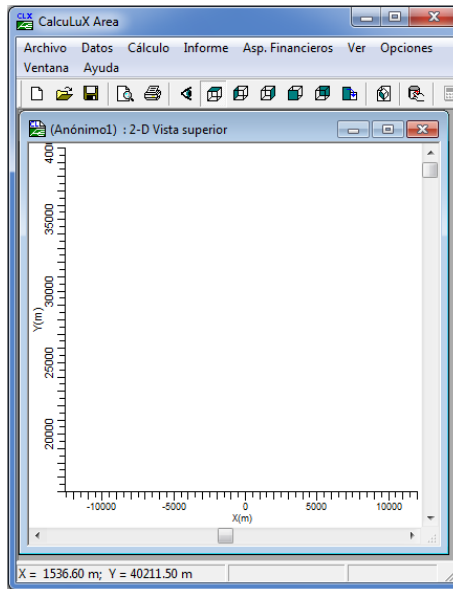 CLX
CalcuLuX Area
Archivo Datos Cálculo Informe Asp. Financieros Ver Opciones
Ventana Ayuda
(Anónimo1) : 2-D Vista superior
35000
30000
Y(m)
25000
20000
-10000 -5000 0 5000 10000
X(m)
X = 1536.60 m; Y = 40211.50 m